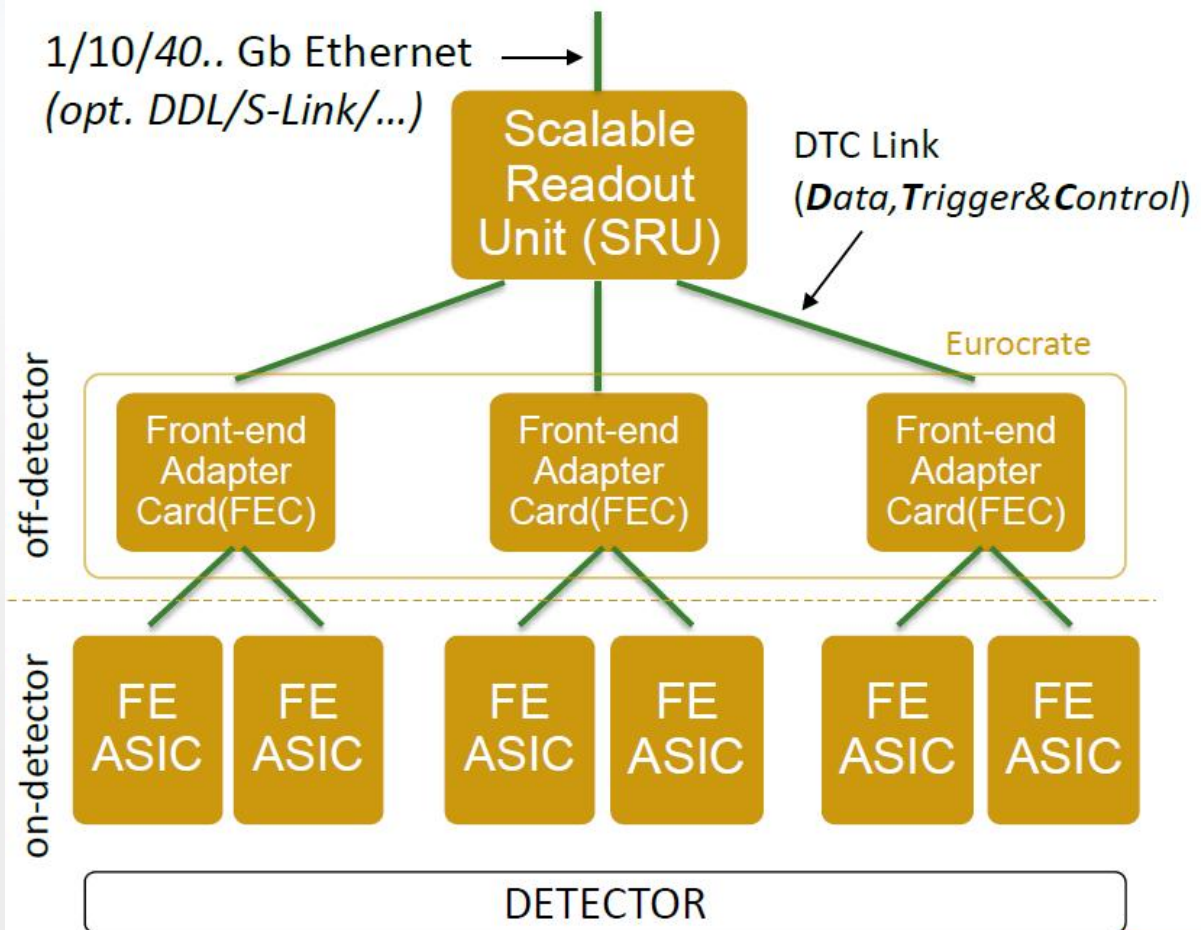 1/10/40.. Gb Ethernet
(opt. DDL/S-Link/...)
Scalable
Readout
Unit (SRU)
DTC Link
(Data,Trigger&Control)
Eurocrate
off-detector
Front-end
Adapter
Card(FEC)
Front-end
Adapter
Card(FEC)
Front-end
Adapter
Card(FEC)
on-detector
FE
ASIC
FE
ASIC
FE
ASIC
FE
ASIC
FE
ASIC
FE
ASIC
DETECTOR